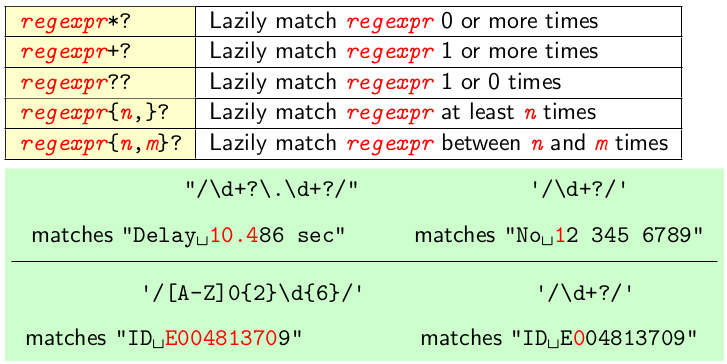 regexpr*? Lazily match regexpr 0 or more times
regexpr+? Lazily match regexpr 1 or more times
regexpr?? Lazily match regexpr 1 or 0 times
regexpr{n,}? Lazily match regexpr at least n times
regexpr{n,m}? Lazily match regexpr between n and m times
"/\d+?\.\d+?/" '/\d+?/'
matches "Delay␣10.486 sec" matches "No␣12 345 6789"
'/[A-Z]0{2}\d{6}/' '/\d+?/'
matches "ID␣E004813709" matches "ID␣E004813709"